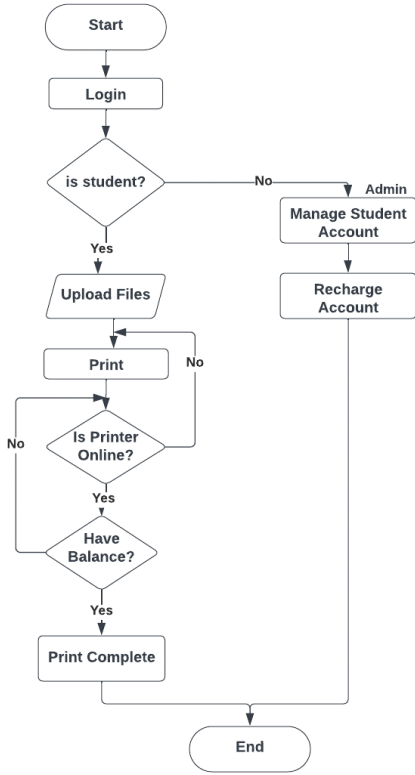 Start
Login
is student?
No
Admin
Manage Student
Account
Yes
Upload Files
Recharge
Account
Print
No
Is Printer
Online?
No
Yes
Have
Balance?
Yes
Print Complete
End